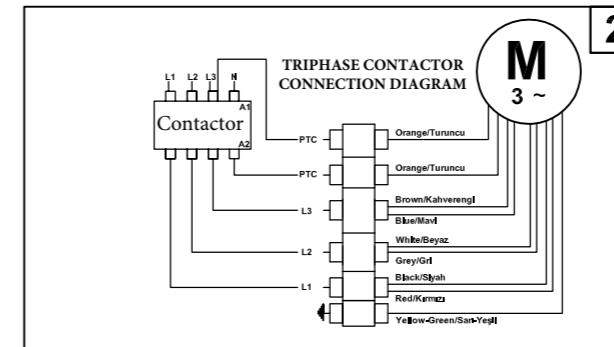 2
TRIPHASE CONTACTOR
CONNECTION DIAGRAM
M
3 ~
L1 L2 L3 N
A1
Contactor
A2
PTC
Orange/Turuncu
PTC
Orange/Turuncu
L3
Brown/Kahverengi
Blue/Mavi
L2
White/Beyaz
Grey/Gri
L1
Black/Siyah
Red/Kırmızı
Yellow-Green/Sarı-Yeşil